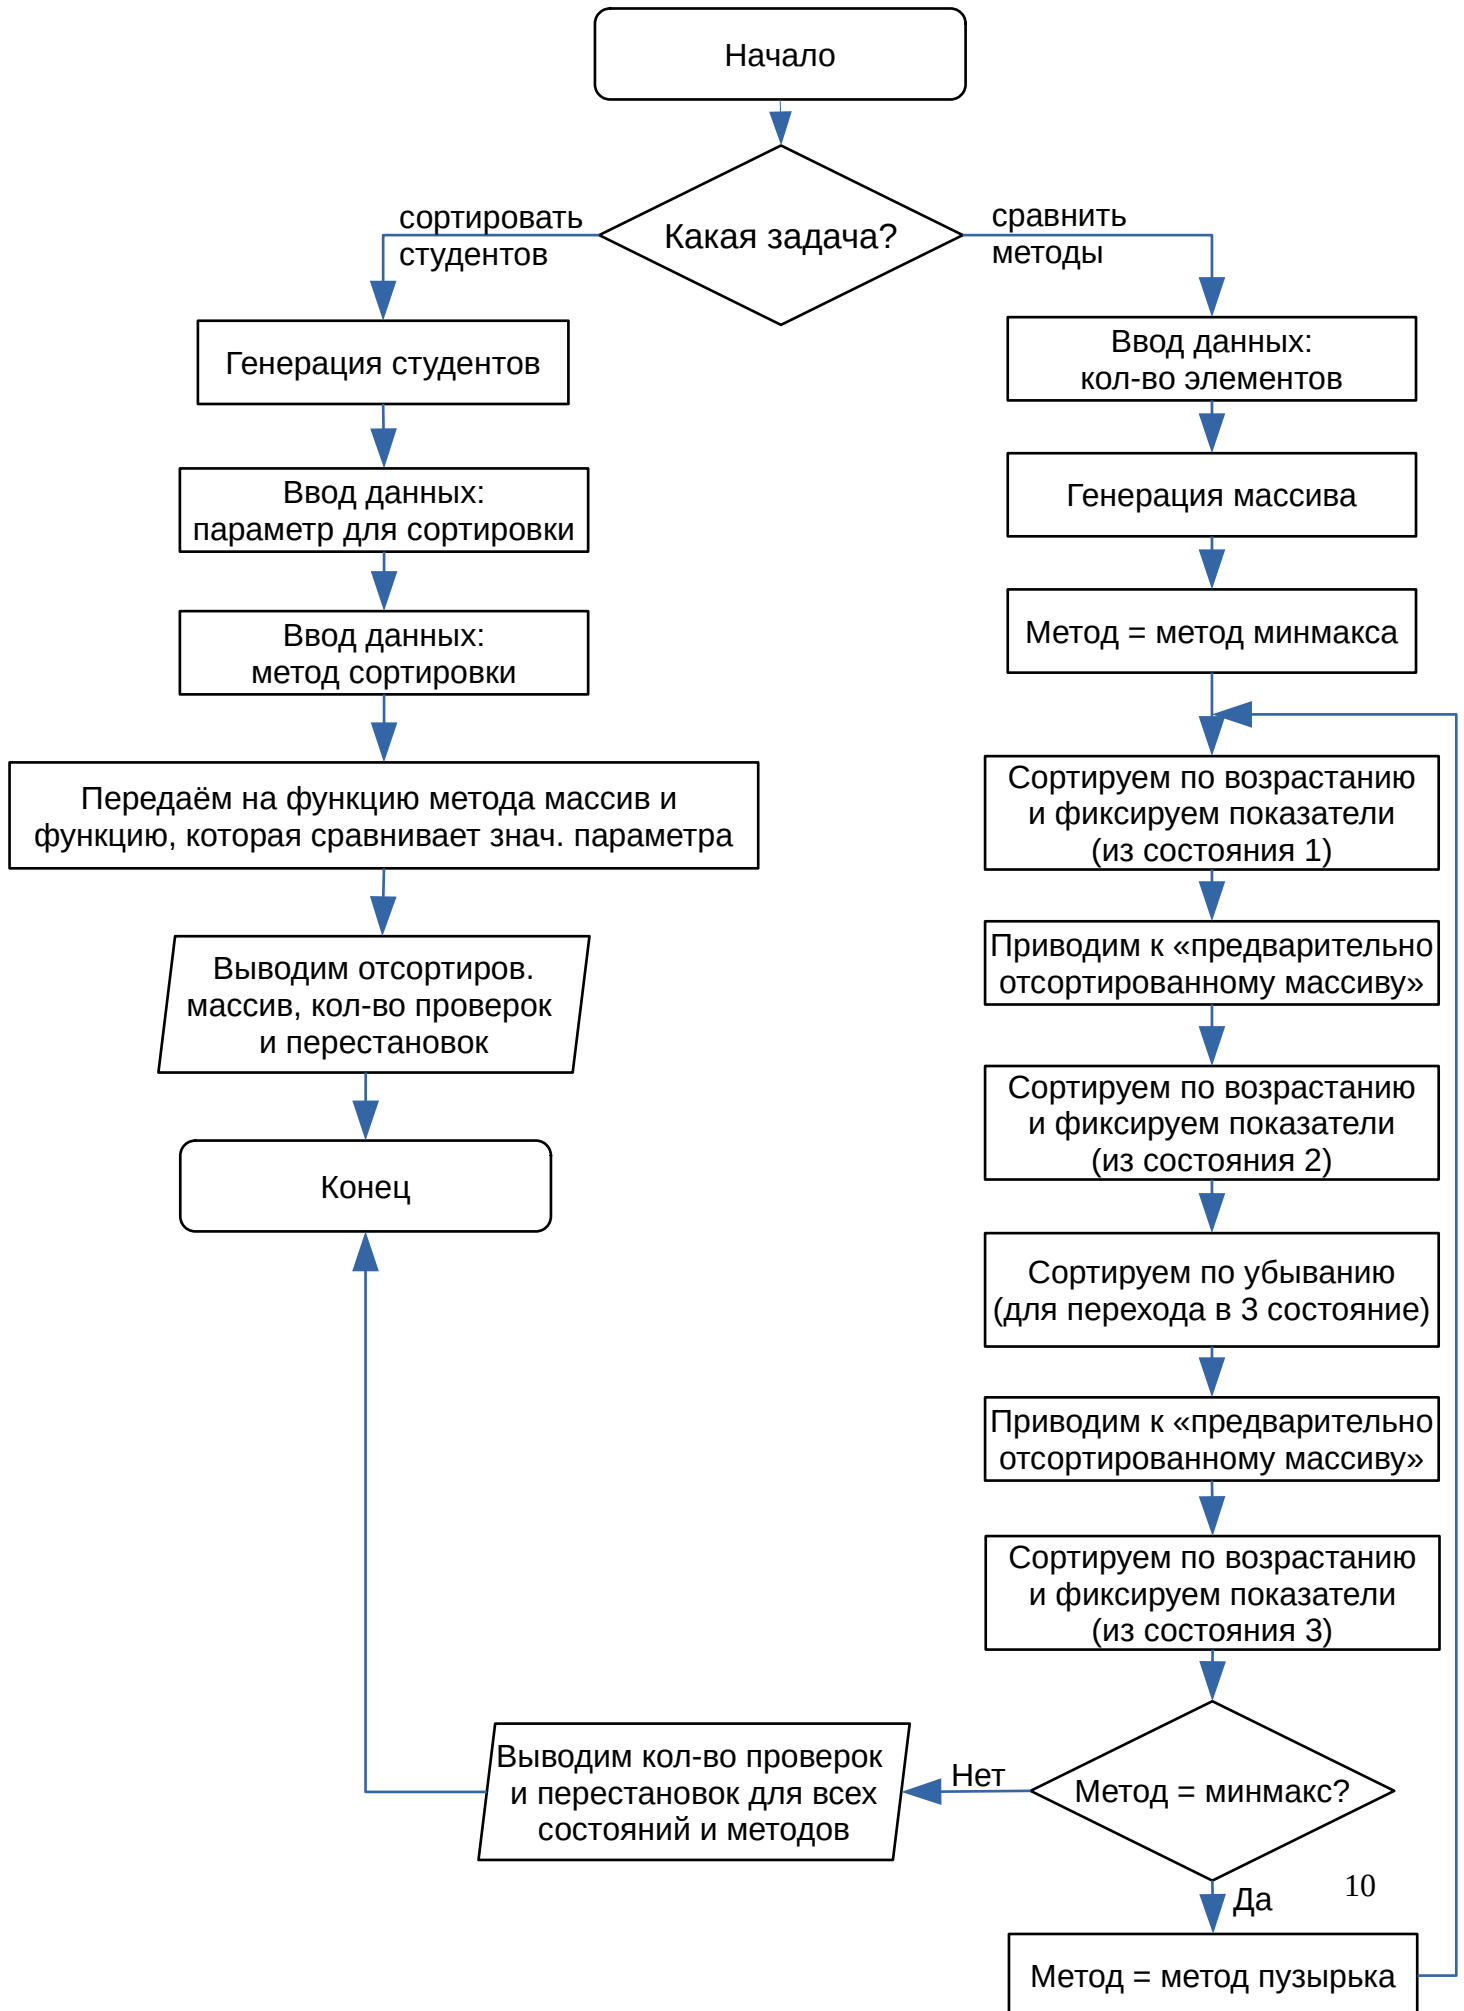 Начало
Какая задача?
сортировать
студентов
сравнить
методы
Генерация студентов
Ввод данных:
параметр для сортировки
Ввод данных:
метод сортировки
Передаём на функцию метода массив и
функцию, которая сравнивает знач. параметра
Выводим отсортиров.
массив, кол-во проверок
и перестановок
Конец
Ввод данных:
кол-во элементов
Генерация массива
Метод = метод минмакса
Сортируем по возрастанию
и фиксируем показатели
(из состояния 1)
Приводим к «предварительно
отсортированному массиву»
Сортируем по возрастанию
и фиксируем показатели
(из состояния 2)
Сортируем по убыванию
(для перехода в 3 состояние)
Приводим к «предварительно
отсортированному массиву»
Сортируем по возрастанию
и фиксируем показатели
(из состояния 3)
Метод = минмакс?
Нет
Выводим кол-во проверок
и перестановок для всех
состояний и методов
Да
10
Метод = метод пузырька